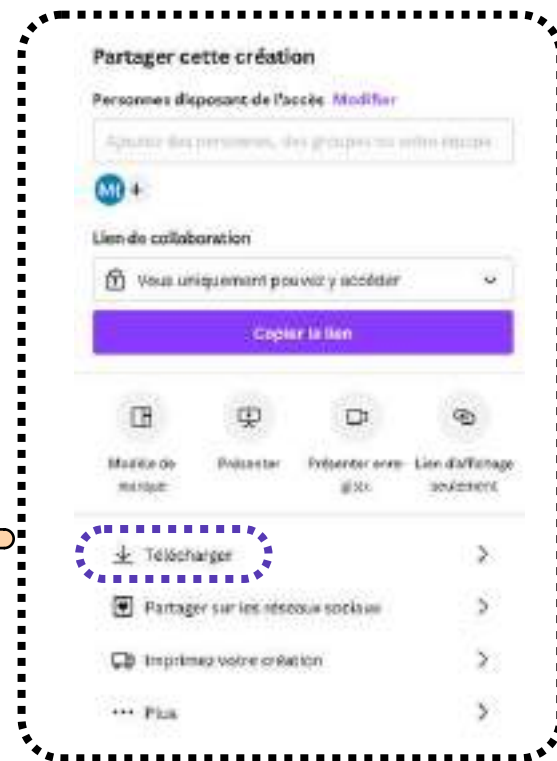 Partager cette création
Personnes disposant de l'accès Modifier
Ajoutez des personnes, des groupes ou votre équipe
Lien de collaboration
Vous uniquement pouvez y accéder
Copier le lien
Modèle de marque
Présenter
Présenter enre-
Lien d'affichage seulement
Télécharger
Partager sur les réseaux sociaux
Imprimez votre création
Plus